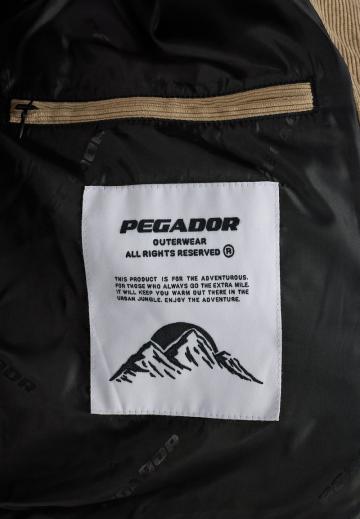 PEGADOR
OUTERWEAR
ALL RIGHTS RESERVED ®
THIS PRODUCT IS FOR THE ADVENTUROUS.
FOR THOSE WHO ALWAYS GO THE EXTRA MILE.
IT WILL KEEP YOU WARM OUT THERE IN THE
URBAN JUNGLE. ENJOY THE ADVENTURE.
PEGADOR